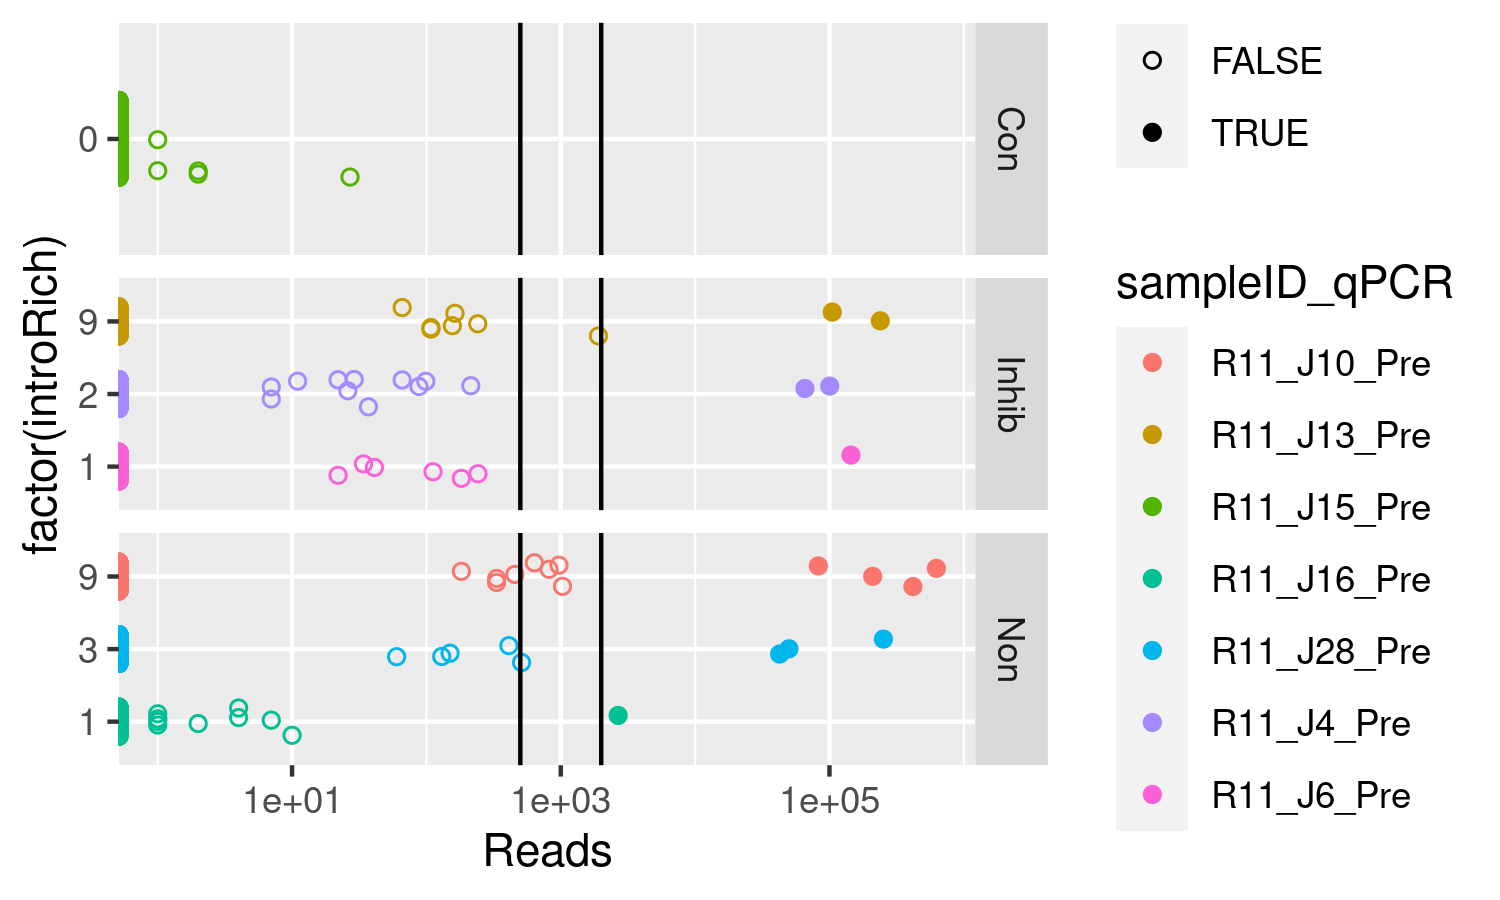 FALSE
TRUE
sampleID_qPCR
R11_J10_Pre
R11_J13_Pre
R11_J15_Pre
R11_J16_Pre
R11_J28_Pre
R11_J4_Pre
R11_J6_Pre
factor(introRich)
0
Con
9
2
1
Inhib
9
3
1
Non
1e+01 1e+03 1e+05
Reads